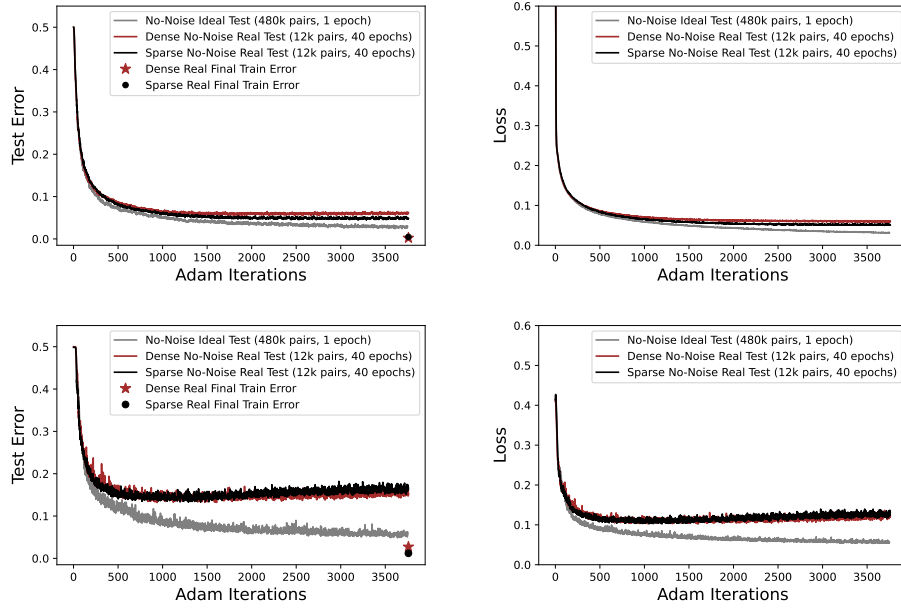 No-Noise Ideal Test (480k pairs, 1 epoch)
Dense No-Noise Real Test (12k pairs, 40 epochs)
Sparse No-Noise Real Test (12k pairs, 40 epochs)
Dense Real Final Train Error
Sparse Real Final Train Error
0.5
0.4
0.3
0.2
0.1
0.0
Test Error
0 500 1000 1500 2000 2500 3000 3500
Adam Iterations
No-Noise Ideal Test (480k pairs, 1 epoch)
Dense No-Noise Real Test (12k pairs, 40 epochs)
Sparse No-Noise Real Test (12k pairs, 40 epochs)
0.6
0.5
0.4
0.3
0.2
0.1
0.0
Loss
0 500 1000 1500 2000 2500 3000 3500
Adam Iterations
No-Noise Ideal Test (480k pairs, 1 epoch)
Dense No-Noise Real Test (12k pairs, 40 epochs)
Sparse No-Noise Real Test (12k pairs, 40 epochs)
Dense Real Final Train Error
Sparse Real Final Train Error
0.5
0.4
0.3
0.2
0.1
0.0
Test Error
0 500 1000 1500 2000 2500 3000 3500
Adam Iterations
No-Noise Ideal Test (480k pairs, 1 epoch)
Dense No-Noise Real Test (12k pairs, 40 epochs)
Sparse No-Noise Real Test (12k pairs, 40 epochs)
0.6
0.5
0.4
0.3
0.2
0.1
0.0
Loss
0 500 1000 1500 2000 2500 3000 3500
Adam Iterations